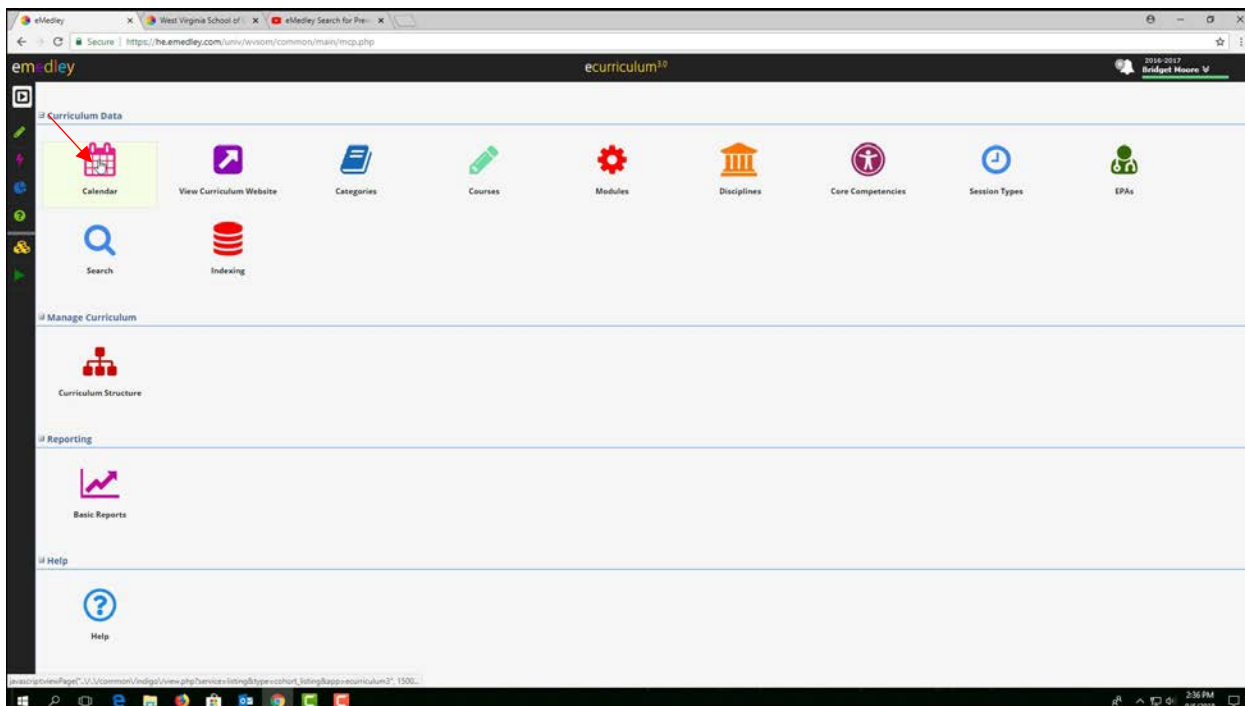 eMedley
West Virginia School of
eMedley Search for Pre-
Secure | https://he.emedley.com/univ/wvsom/common/main/mcp.php
emedley
ecurriculum3.0
2016-2017
Bridget Moore
Curriculum Data
Calendar
View Curriculum Website
Categories
Courses
Modules
Disciplines
Core Competencies
Session Types
EPAs
Search
Indexing
Manage Curriculum
Curriculum Structure
Reporting
Basic Reports
Help
Help
2:36 PM